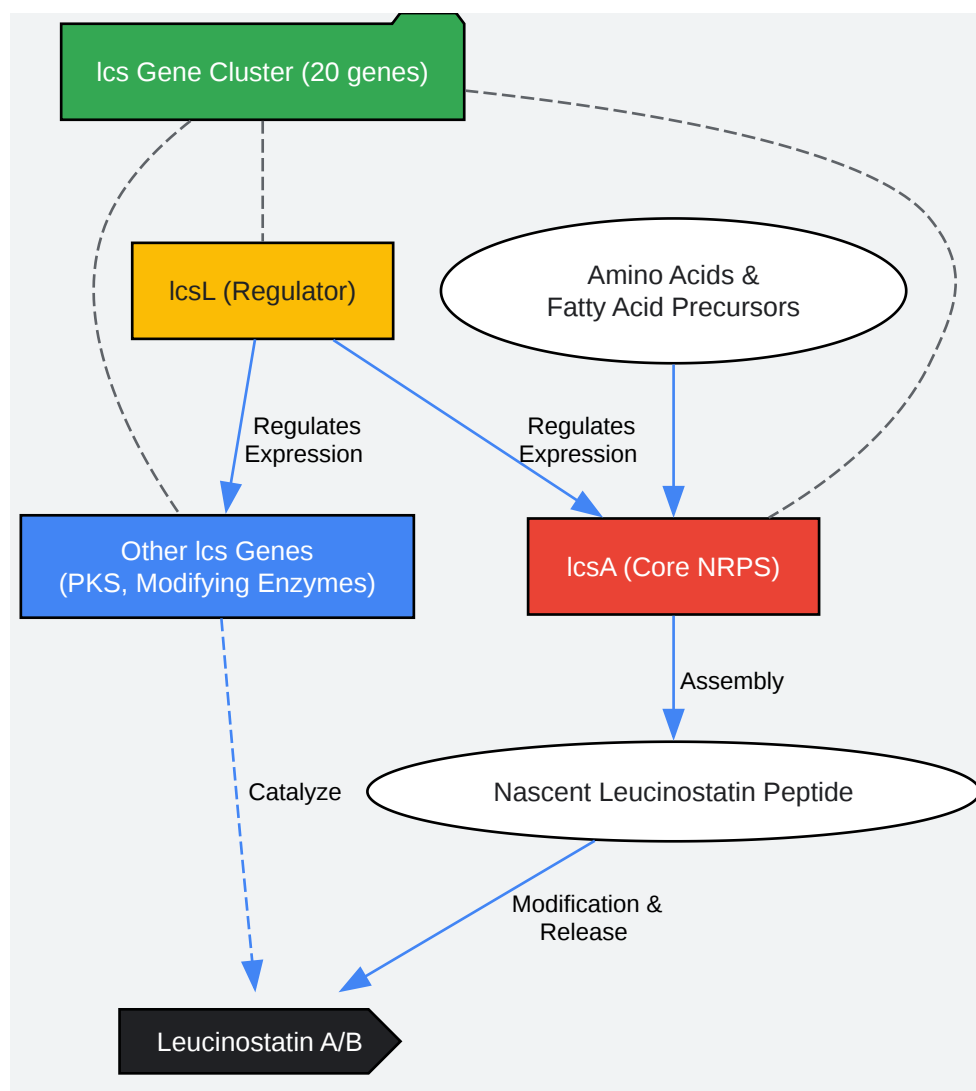 lcs Gene Cluster (20 genes)
lcsL (Regulator)
Amino Acids &
Fatty Acid Precursors
Regulates
Expression
Regulates
Expression
Other lcs Genes
(PKS, Modifying Enzymes)
lcsA (Core NRPS)
Assembly
Catalyze
Nascent Leucinostatin Peptide
Modification &
Release
Leucinostatin A/B